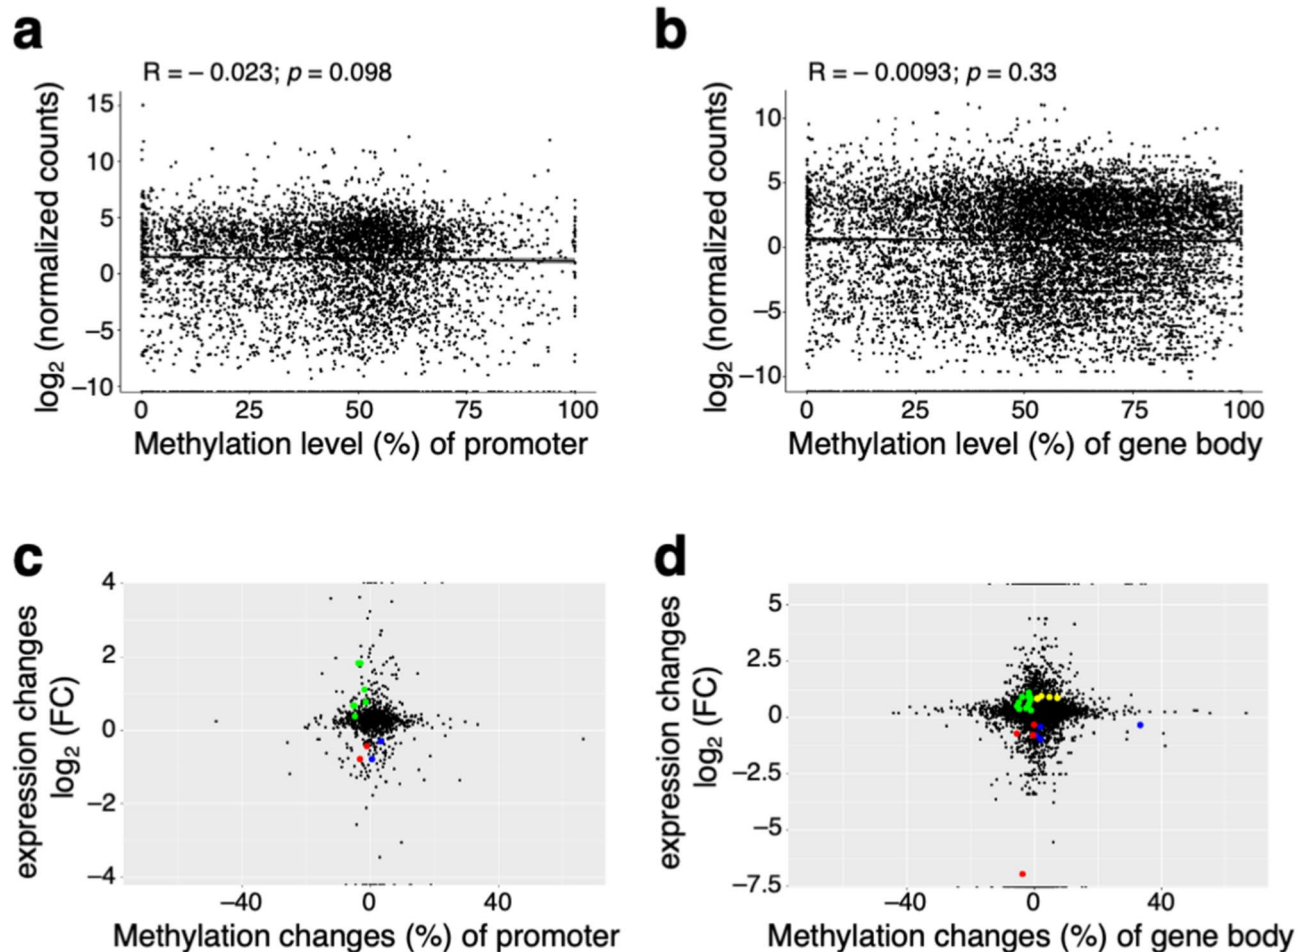 a
R = – 0.023; p = 0.098
log2 (normalized counts)
15
10
5
0
–5
–10
0 25 50 75 100
Methylation level (%) of promoter
b
R = – 0.0093; p = 0.33
log2 (normalized counts)
10
5
0
–5
–10
0 25 50 75 100
Methylation level (%) of gene body
c
expression changes
log2 (FC)
4
2
0
–2
–4
–40 0 40
Methylation changes (%) of promoter
d
expression changes
log2 (FC)
5
2.5
0
–2.5
–5
–7.5
–40 0 40
Methylation changes (%) of gene body